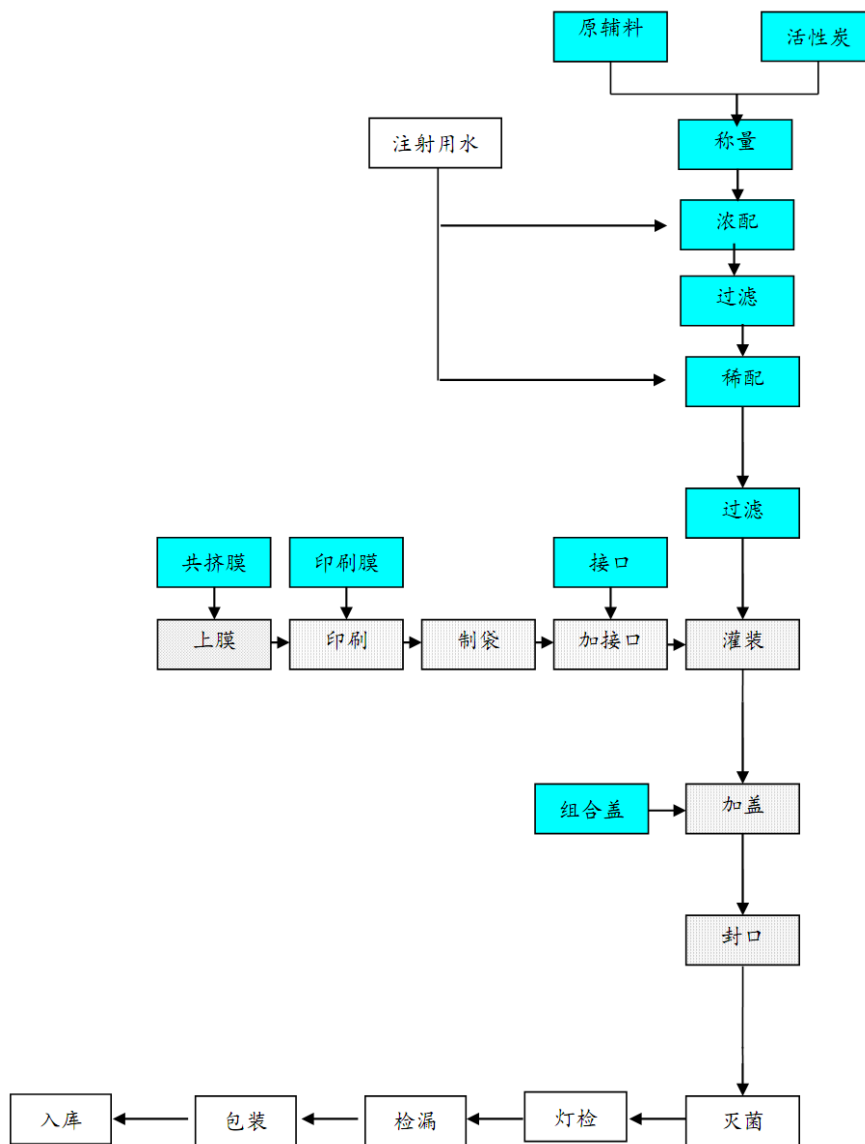 原辅料
活性炭
注射用水
称量
浓配
过滤
稀配
过滤
共挤膜
印刷膜
接口
上膜
印刷
制袋
加接口
灌装
组合盖
加盖
封口
入库
包装
检漏
灯检
灭菌